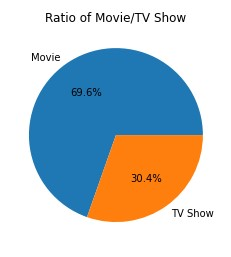 Ratio of Movie/TV Show
Movie
69.6%
30.4%
TV Show